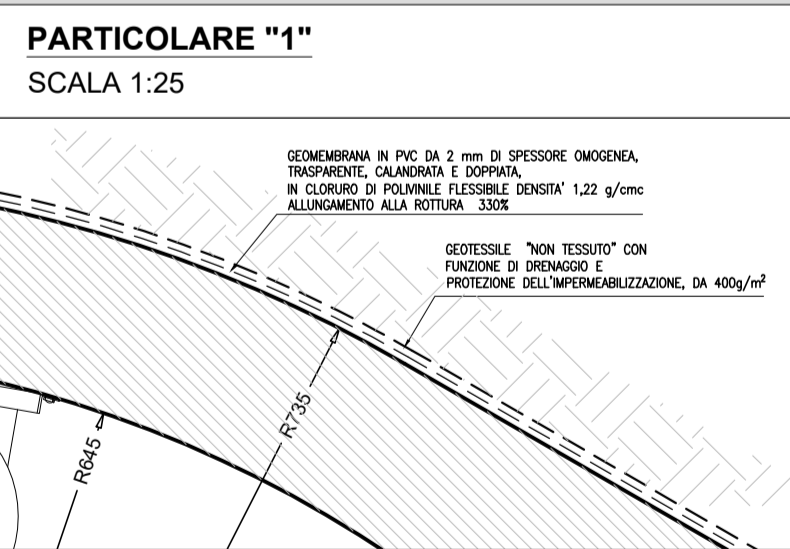 PARTICOLARE "1"
SCALA 1:25
GEOMEMBRANA IN PVC DA 2 mm DI SPESSORE OMOGENEA,
TRASPARENTE, CALANDRATA E DOPPIATA,
IN CLORURO DI POLIVINILE FLESSIBILE DENSITA' 1,22 g/cmc
ALLUNGAMENTO ALLA ROTTURA 330%
GEOTESSILE "NON TESSUTO" CON
FUNZIONE DI DRENAGGIO E
PROTEZIONE DELL'IMPERMEABILIZZAZIONE, DA 400g/m²
R735
R645